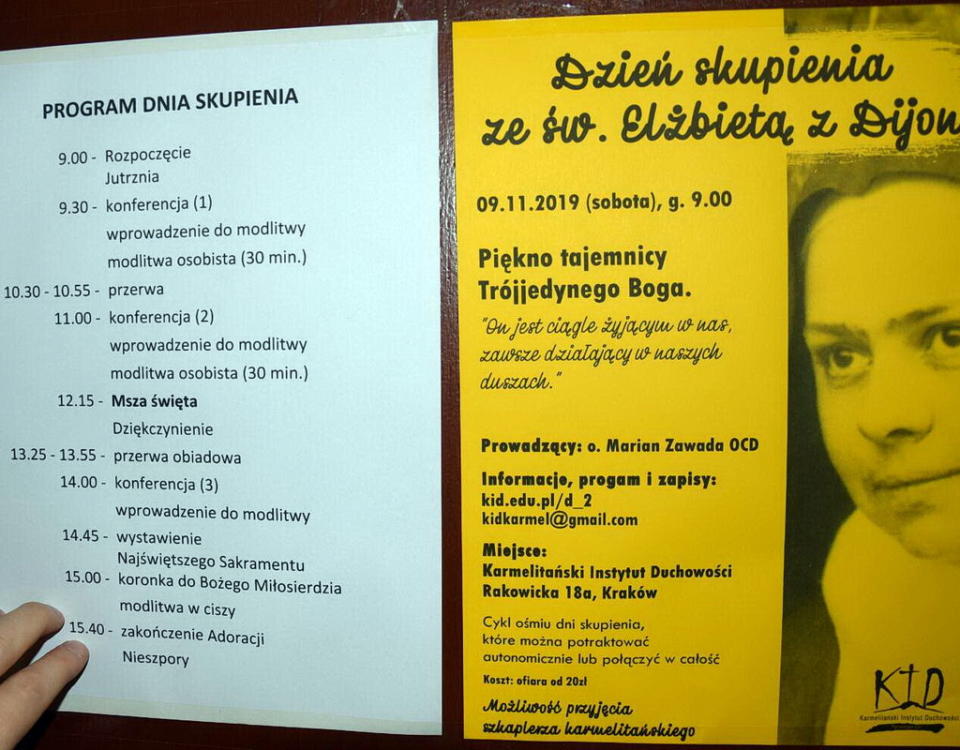 PROGRAM DNIA SKUPIENIA
9.00 - Rozpoczęcie
Jutrznia
9.30 - konferencja (1)
wprowadzenie do modlitwy
modlitwa osobista (30 min.)
10.30 - 10.55 - przerwa
11.00 - konferencja (2)
wprowadzenie do modlitwy
modlitwa osobista (30 min.)
12.15 - Msza święta
Dziękczynienie
13.25 - 13.55 - przerwa obiadowa
14.00 - konferencja (3)
wprowadzenie do modlitwy
14.45 - wystawienie
Najświętszego Sakramentu
15.00 - koronka do Bożego Miłosierdzia
modlitwa w ciszy
15.40 - zakończenie Adoracji
Nieszpory
Dzień skupienia
ze św. Elżbietą z Dijon
09.11.2019 (sobota), g. 9.00
Piękno tajemnicy
Trójjedynego Boga.
"On jest ciągle żyjącym w nas,
zawsze działający w naszych
duszach."
Prowadzący: o. Marian Zawada OCD
Informacje, progam i zapisy:
kid.edu.pl/d_2
kidkarmel@gmail.com
Miejsce:
Karmelitański Instytut Duchowości
Rakowicka 18a, Kraków
Cykl ośmiu dni skupienia,
które można potraktować
autonomicznie lub połączyć w całość
Koszt: ofiara od 20zł
Możliwość przyjęcia
szkaplerza karmelitańskiego
KID
Karmelitański Instytut Duchowości